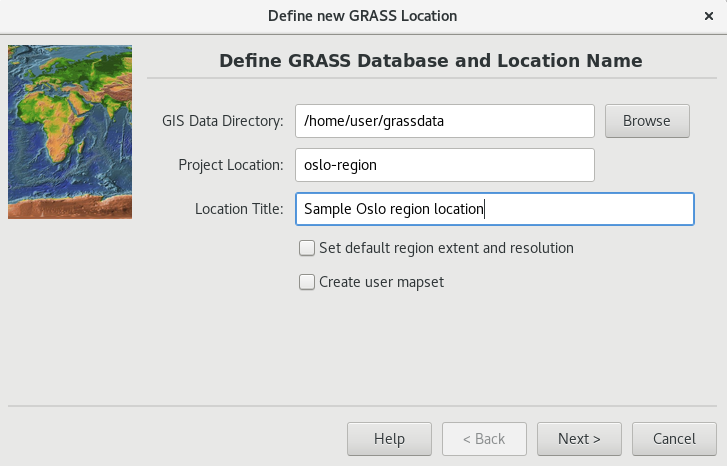 Define new GRASS Location
×
Define GRASS Database and Location Name
GIS Data Directory: /home/user/grassdata Browse
Project Location: oslo-region
Location Title: Sample Oslo region location
Set default region extent and resolution
Create user mapset
Help < Back Next > Cancel